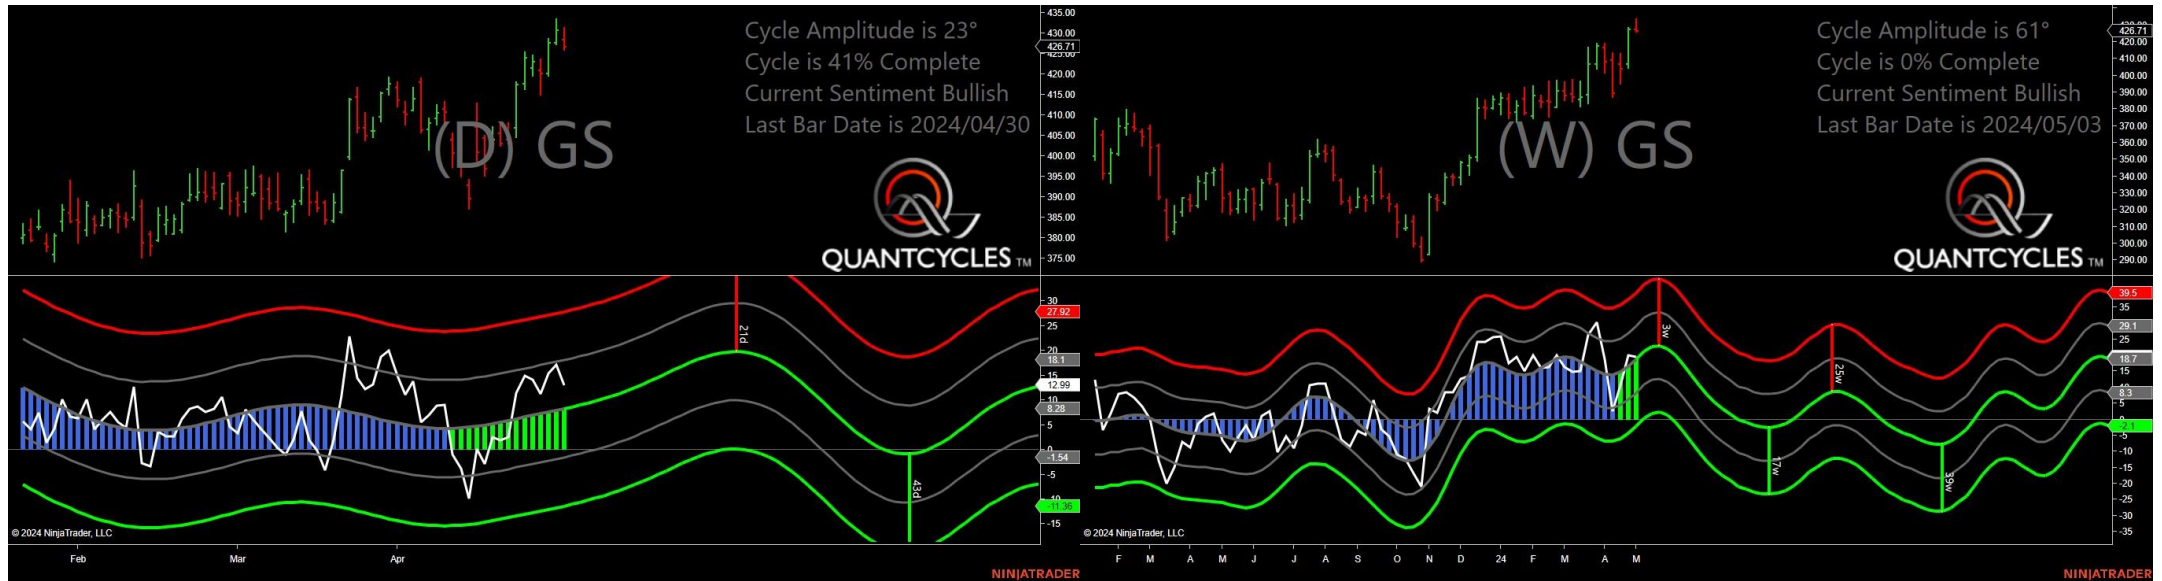 Cycle Amplitude is 23°
Cycle is 41% Complete
Current Sentiment Bullish
Last Bar Date is 2024/04/30
(D) GS
QUANTCYCLES TM
435.00
430.00
426.71
425.00
420.00
415.00
410.00
405.00
400.00
395.00
390.00
385.00
380.00
375.00
30
27.92
25
20
18.1
15
12.99
10
8.28
5
0
-1.54
-5
-10
-11.36
-15
21d
43d
© 2024 NinjaTrader, LLC
Feb
Mar
Apr
NINJATRADER
Cycle Amplitude is 61°
Cycle is 0% Complete
Current Sentiment Bullish
Last Bar Date is 2024/05/03
(W) GS
QUANTCYCLES TM
426.71
420.00
410.00
400.00
390.00
380.00
370.00
360.00
350.00
340.00
330.00
320.00
310.00
300.00
290.00
39.5
35
29.1
25
18.7
15
8.3
5
-2.1
-5
-10
-15
-20
-25
-30
-35
3w
25w
17w
39w
© 2024 NinjaTrader, LLC
F M A M J J A S O N D 24 F M A M
NINJATRADER